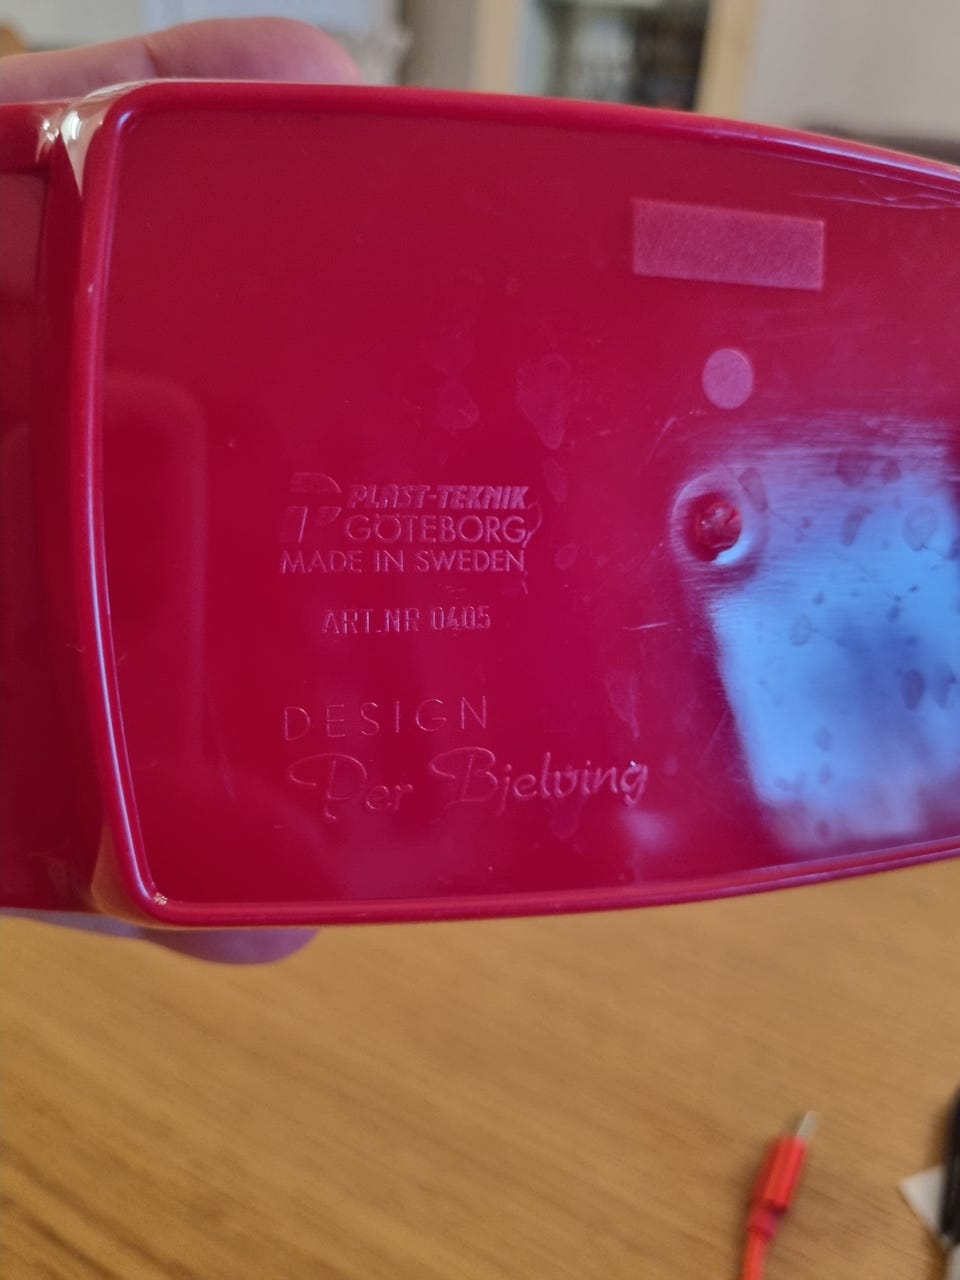 PLAST-TEKNIK
GÖTEBORG
MADE IN SWEDEN
ART.NR 0405
DESIGN
Per Bjelving